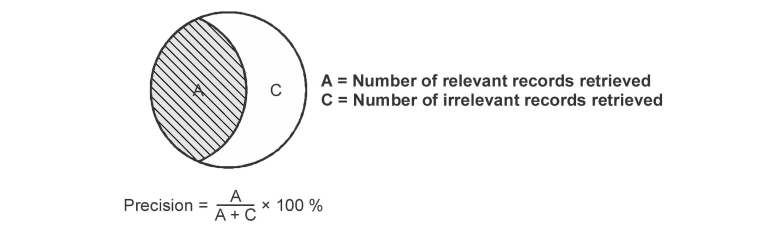 A
C
A = Number of relevant records retrieved
C = Number of irrelevant records retrieved
Precision = A / A + C × 100 %